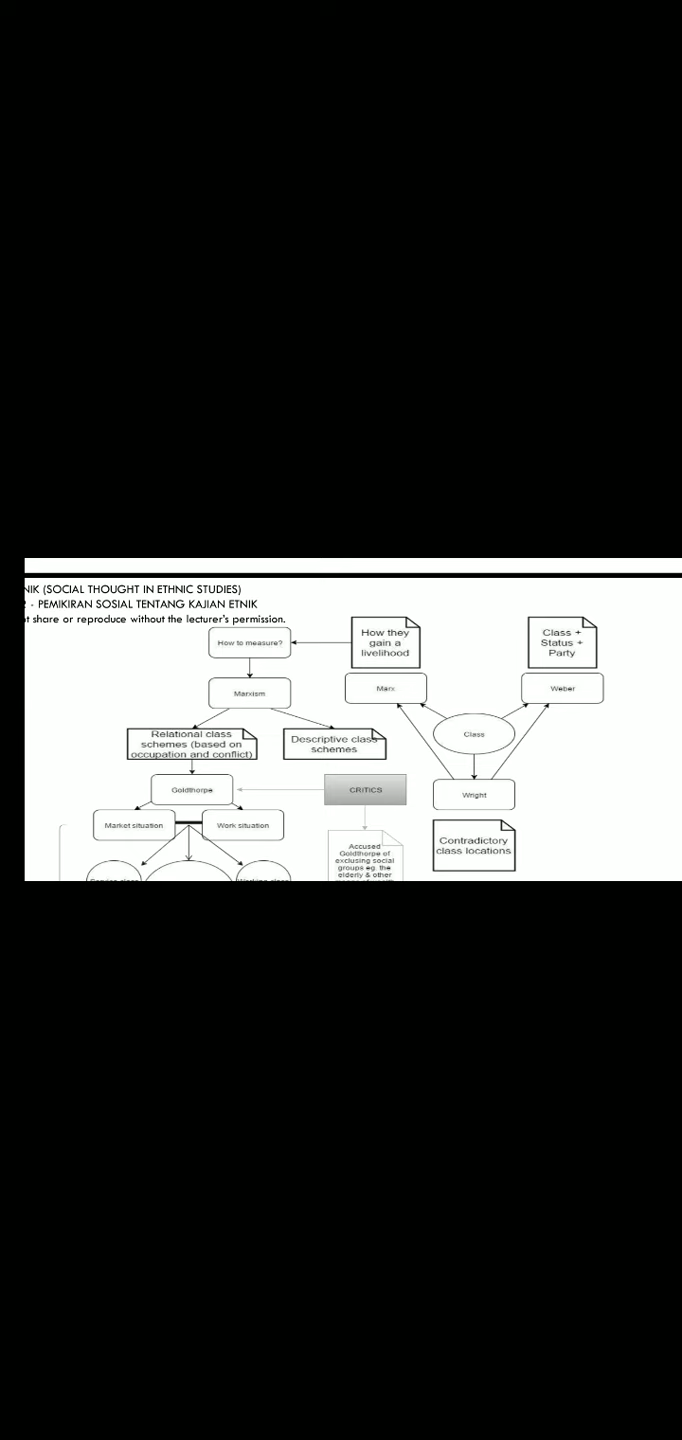 NIK (SOCIAL THOUGHT IN ETHNIC STUDIES)
- PEMIKIRAN SOSIAL TENTANG KAJIAN ETNIK
share or reproduce without the lecturer's permission.
How to measure?
How they
gain a
livelihood
Class +
Status +
Party
Marxism
Marx
Weber
Relational class
schemes (based on
occupation and conflict)
Descriptive class
schemes
Class
Goldthorpe
CRITICS
Wright
Market situation
Work situation
Contradictory
class locations
Accused
Goldthorpe of
exclusing social
groups eg. the
elderly & other